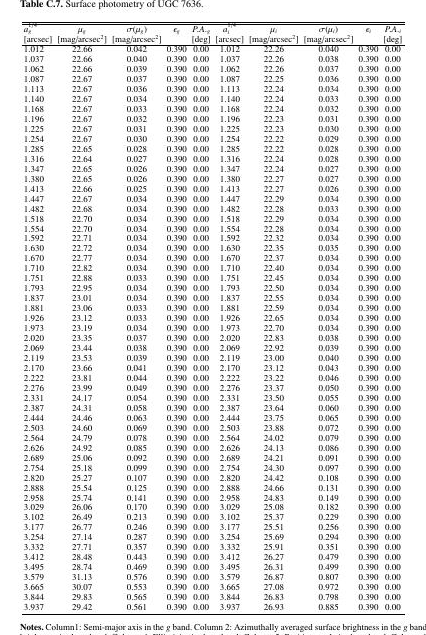 Table C.7. Surface photometry of UGC 7636.
a_g^1/4 μ_g σ(μ_g) ε_g P.A._g a_i^1/4 μ_i σ(μ_i) ε_i P.A._i
[arcsec] [mag/arcsec²] [mag/arcsec²] [deg] [arcsec] [mag/arcsec²] [mag/arcsec²] [deg]
1.012 22.66 0.042 0.390 0.00 1.012 22.26 0.040 0.390 0.00
1.037 22.66 0.040 0.390 0.00 1.037 22.26 0.038 0.390 0.00
1.062 22.66 0.039 0.390 0.00 1.062 22.26 0.037 0.390 0.00
1.087 22.67 0.037 0.390 0.00 1.087 22.25 0.036 0.390 0.00
1.113 22.67 0.036 0.390 0.00 1.113 22.24 0.034 0.390 0.00
1.140 22.67 0.034 0.390 0.00 1.140 22.24 0.033 0.390 0.00
1.168 22.67 0.033 0.390 0.00 1.168 22.24 0.032 0.390 0.00
1.196 22.67 0.032 0.390 0.00 1.196 22.23 0.031 0.390 0.00
1.225 22.67 0.031 0.390 0.00 1.225 22.23 0.030 0.390 0.00
1.254 22.67 0.030 0.390 0.00 1.254 22.22 0.029 0.390 0.00
1.285 22.65 0.028 0.390 0.00 1.285 22.22 0.028 0.390 0.00
1.316 22.64 0.027 0.390 0.00 1.316 22.24 0.028 0.390 0.00
1.347 22.65 0.026 0.390 0.00 1.347 22.26 0.028 0.390 0.00
1.380 22.65 0.026 0.390 0.00 1.380 22.27 0.027 0.390 0.00
1.413 22.66 0.025 0.390 0.00 1.413 22.27 0.026 0.390 0.00
1.447 22.67 0.034 0.390 0.00 1.447 22.29 0.034 0.390 0.00
1.482 22.68 0.034 0.390 0.00 1.482 22.28 0.033 0.390 0.00
1.518 22.70 0.034 0.390 0.00 1.518 22.29 0.034 0.390 0.00
1.554 22.70 0.034 0.390 0.00 1.554 22.28 0.034 0.390 0.00
1.592 22.71 0.034 0.390 0.00 1.592 22.32 0.034 0.390 0.00
1.630 22.72 0.034 0.390 0.00 1.630 22.35 0.035 0.390 0.00
1.670 22.77 0.034 0.390 0.00 1.670 22.37 0.034 0.390 0.00
1.710 22.82 0.034 0.390 0.00 1.710 22.40 0.034 0.390 0.00
1.751 22.88 0.033 0.390 0.00 1.751 22.45 0.034 0.390 0.00
1.793 22.95 0.034 0.390 0.00 1.793 22.50 0.034 0.390 0.00
1.837 23.01 0.034 0.390 0.00 1.837 22.55 0.034 0.390 0.00
1.881 23.06 0.033 0.390 0.00 1.881 22.59 0.034 0.390 0.00
1.926 23.12 0.033 0.390 0.00 1.926 22.65 0.034 0.390 0.00
1.973 23.19 0.034 0.390 0.00 1.973 22.70 0.034 0.390 0.00
2.020 23.35 0.037 0.390 0.00 2.020 22.83 0.038 0.390 0.00
2.069 23.44 0.038 0.390 0.00 2.069 22.92 0.039 0.390 0.00
2.119 23.53 0.039 0.390 0.00 2.119 23.00 0.040 0.390 0.00
2.170 23.66 0.041 0.390 0.00 2.170 23.12 0.043 0.390 0.00
2.222 23.81 0.044 0.390 0.00 2.222 23.22 0.046 0.390 0.00
2.276 23.99 0.049 0.390 0.00 2.276 23.37 0.050 0.390 0.00
2.331 24.17 0.054 0.390 0.00 2.331 23.50 0.055 0.390 0.00
2.387 24.31 0.058 0.390 0.00 2.387 23.64 0.060 0.390 0.00
2.444 24.46 0.063 0.390 0.00 2.444 23.75 0.065 0.390 0.00
2.503 24.60 0.069 0.390 0.00 2.503 23.88 0.072 0.390 0.00
2.564 24.79 0.078 0.390 0.00 2.564 24.02 0.079 0.390 0.00
2.626 24.92 0.085 0.390 0.00 2.626 24.13 0.086 0.390 0.00
2.689 25.06 0.092 0.390 0.00 2.689 24.21 0.091 0.390 0.00
2.754 25.18 0.099 0.390 0.00 2.754 24.30 0.097 0.390 0.00
2.820 25.27 0.107 0.390 0.00 2.820 24.42 0.108 0.390 0.00
2.888 25.54 0.125 0.390 0.00 2.888 24.66 0.131 0.390 0.00
2.958 25.74 0.141 0.390 0.00 2.958 24.83 0.149 0.390 0.00
3.029 26.06 0.170 0.390 0.00 3.029 25.08 0.182 0.390 0.00
3.102 26.49 0.213 0.390 0.00 3.102 25.37 0.229 0.390 0.00
3.177 26.77 0.246 0.390 0.00 3.177 25.51 0.256 0.390 0.00
3.254 27.14 0.287 0.390 0.00 3.254 25.69 0.294 0.390 0.00
3.332 27.71 0.357 0.390 0.00 3.332 25.91 0.351 0.390 0.00
3.412 28.48 0.443 0.390 0.00 3.412 26.27 0.479 0.390 0.00
3.495 28.74 0.469 0.390 0.00 3.495 26.31 0.499 0.390 0.00
3.579 31.13 0.576 0.390 0.00 3.579 26.87 0.807 0.390 0.00
3.665 30.07 0.553 0.390 0.00 3.665 27.08 0.972 0.390 0.00
3.844 29.83 0.565 0.390 0.00 3.844 26.83 0.798 0.390 0.00
3.937 29.42 0.561 0.390 0.00 3.937 26.93 0.885 0.390 0.00
Notes. Column1: Semi-major axis in the g band. Column 2: Azimuthally averaged surface brightness in the g band